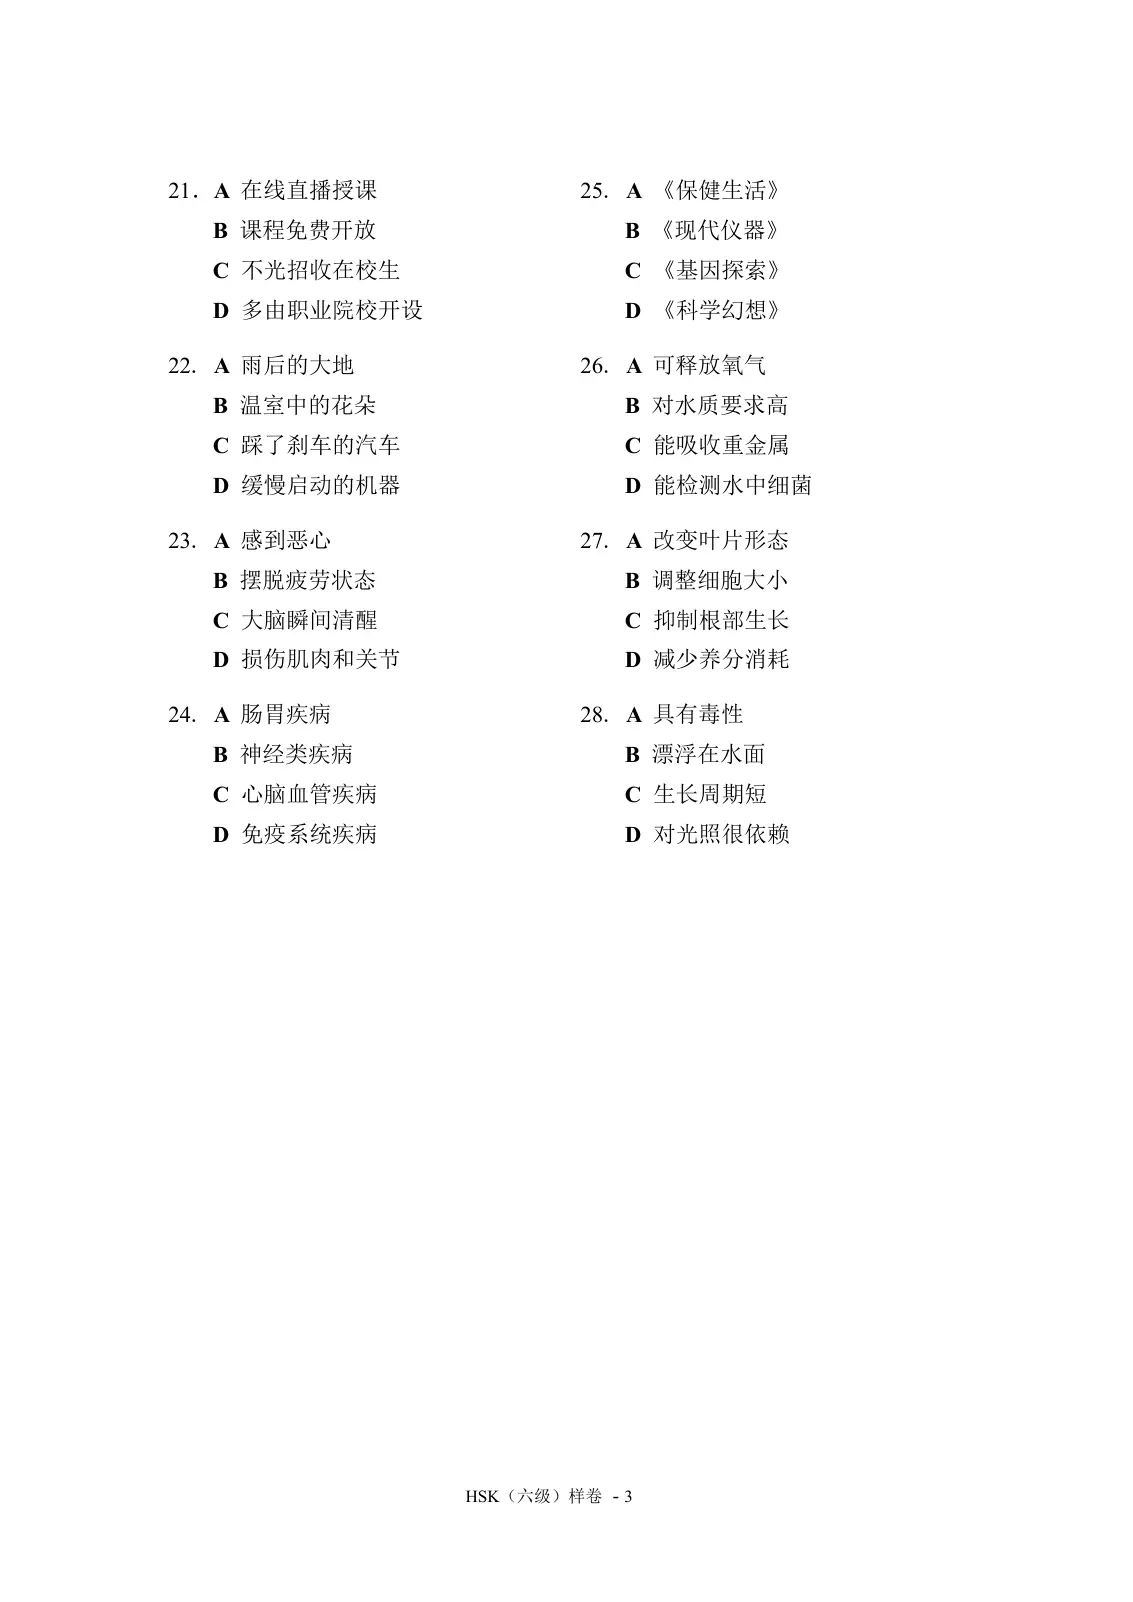 21. A 在线直播授课
B 课程免费开放
C 不光招收在校生
D 多由职业院校开设
22. A 雨后的大地
B 温室中的花朵
C 踩了刹车的汽车
D 缓慢启动的机器
23. A 感到恶心
B 摆脱疲劳状态
C 大脑瞬间清醒
D 损伤肌肉和关节
24. A 肠胃疾病
B 神经类疾病
C 心脑血管疾病
D 免疫系统疾病
25. A 《保健生活》
B 《现代仪器》
C 《基因探索》
D 《科学幻想》
26. A 可释放氧气
B 对水质要求高
C 能吸收重金属
D 能检测水中细菌
27. A 改变叶片形态
B 调整细胞大小
C 抑制根部生长
D 减少养分消耗
28. A 具有毒性
B 漂浮在水面
C 生长周期短
D 对光照很依赖
HSK（六级）样卷 - 3